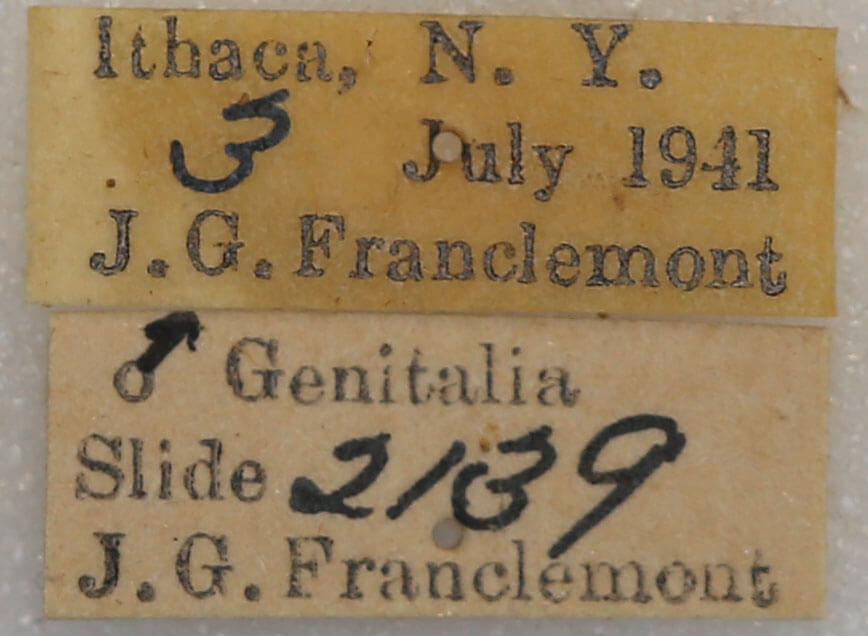 Ithaca, N. Y.
3 July 1941
J. G. Franclemont
♂ Genitalia
Slide 2139
J. G. Franclemont